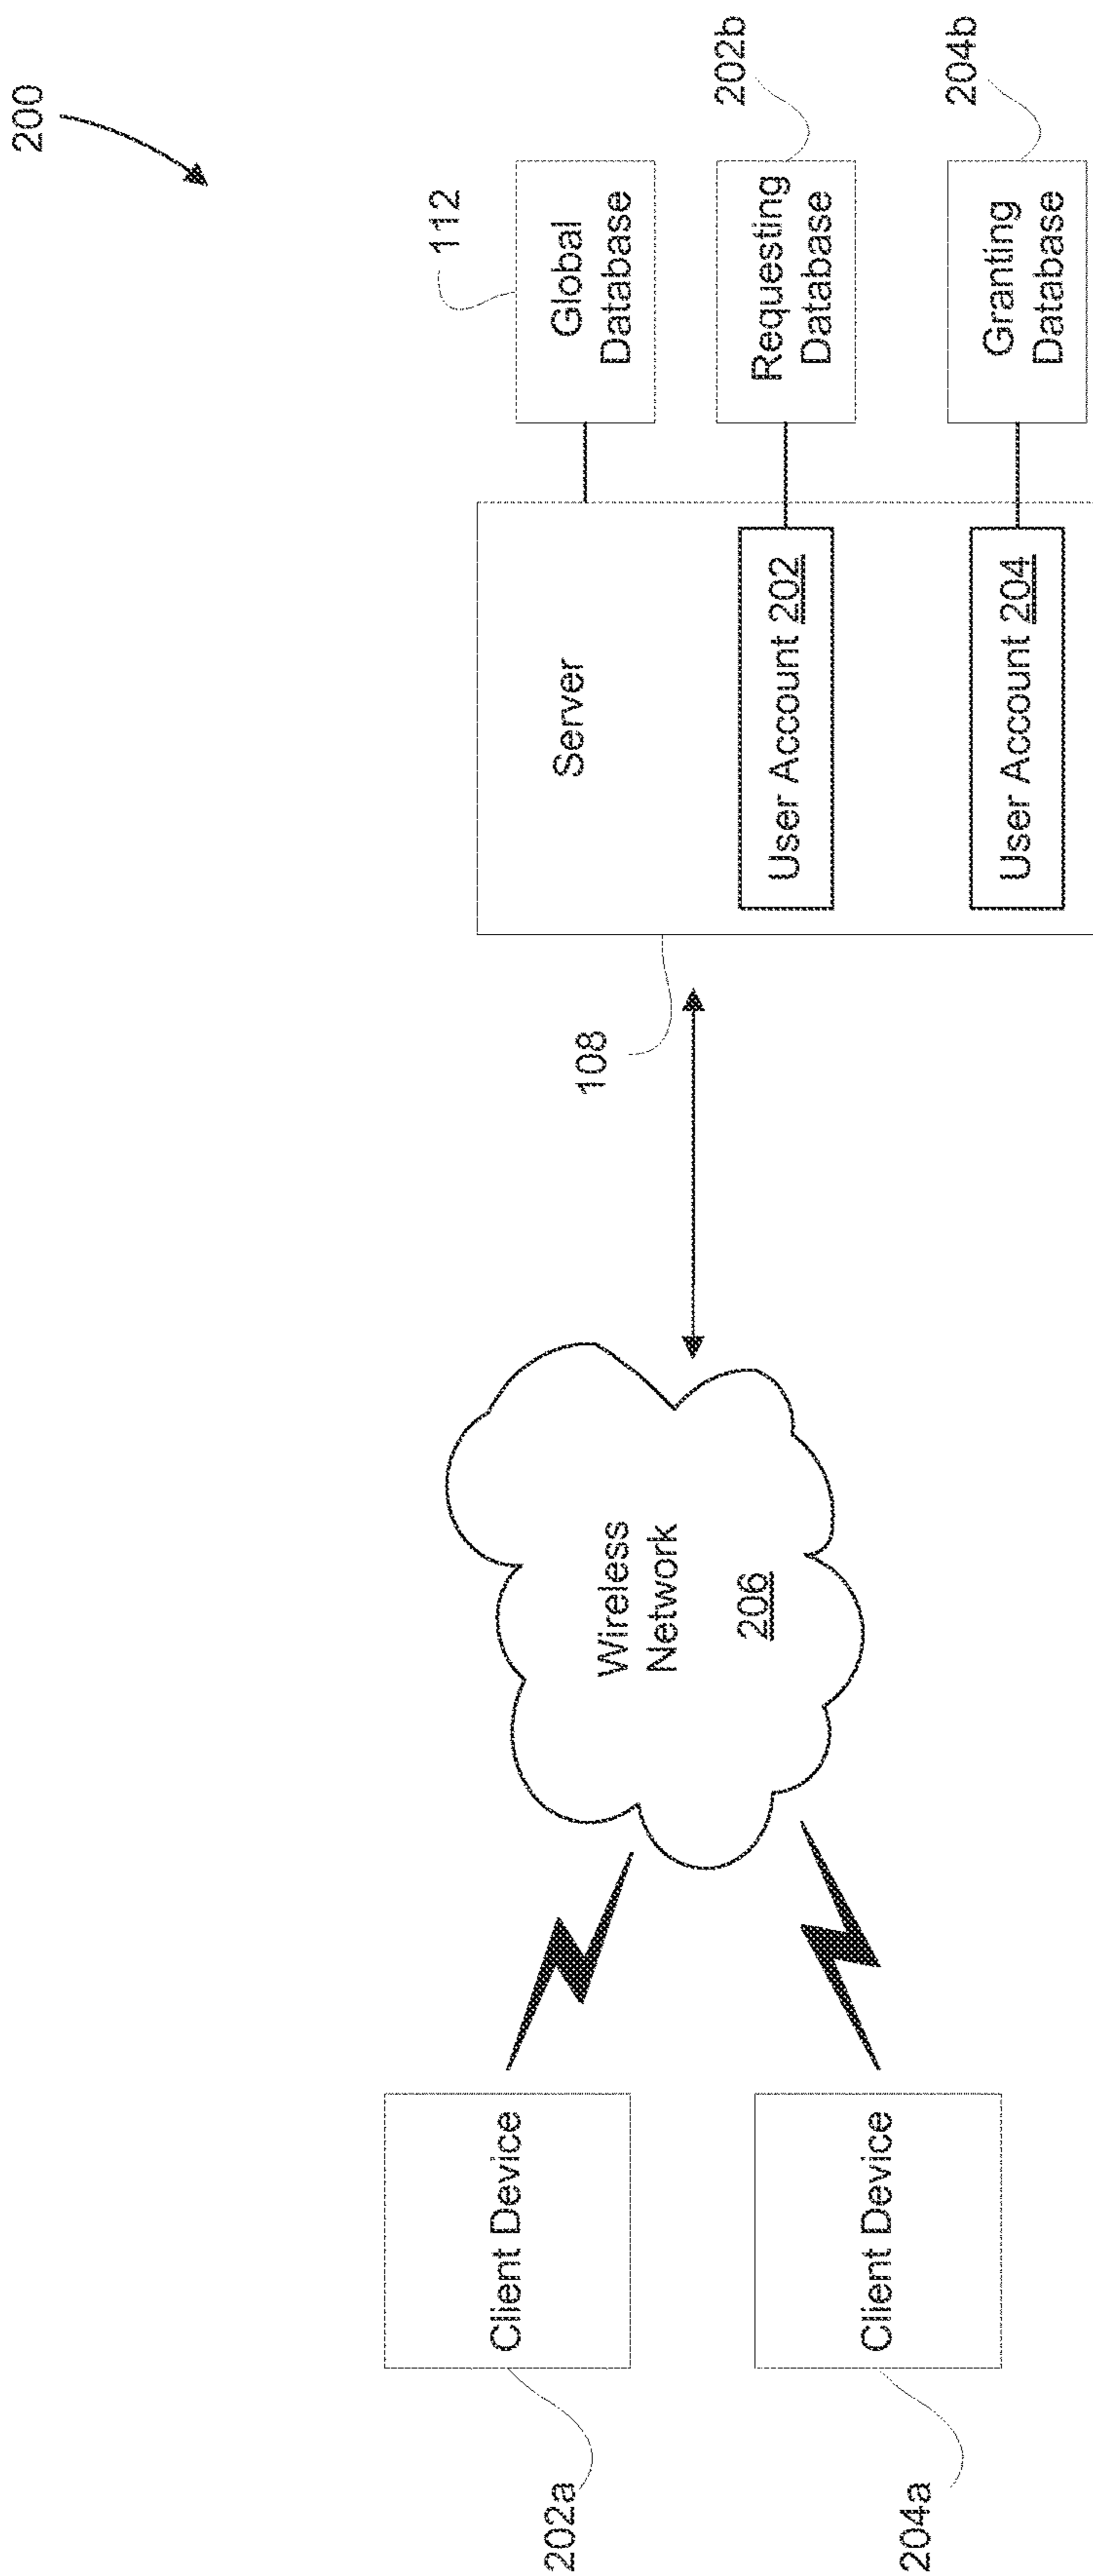 200
Client Device
202a
Client Device
204a
Wireless
Network
206
108
Server
User Account 202
User Account 204
112
Global
Database
Requesting
Database
202b
Granting
Database
204b